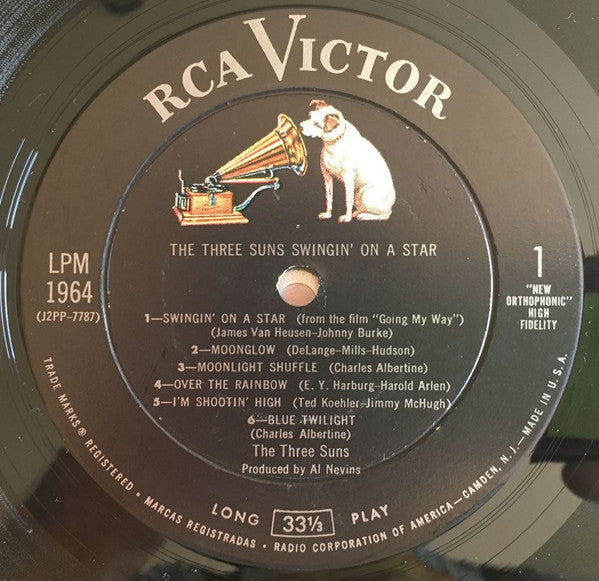 RCA VICTOR
THE THREE SUNS SWINGIN' ON A STAR
LPM
1964
(J2PP-7787)
1
"NEW
ORTHOPHONIC"
HIGH
FIDELITY
1—SWINGIN' ON A STAR (from the film "Going My Way")
(James Van Heusen-Johnny Burke)
2—MOONGLOW (DeLange-Mills-Hudson)
3—MOONLIGHT SHUFFLE (Charles Albertine)
4—OVER THE RAINBOW (E. Y. Harburg-Harold Arlen)
5—I'M SHOOTIN' HIGH (Ted Koehler-Jimmy McHugh)
6—BLUE TWILIGHT
(Charles Albertine)
The Three Suns
Produced by Al Nevins
LONG 33⅓ PLAY
TRADE MARKS ® REGISTERED • MARCAS REGISTRADAS • RADIO CORPORATION OF AMERICA—CAMDEN, N. J.—MADE IN U.S.A.